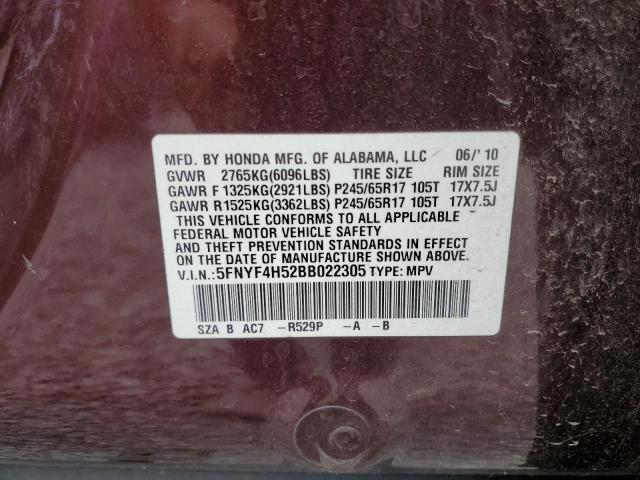 MFD. BY HONDA MFG. OF ALABAMA, LLC 06/'10
GVWR 2765KG(6096LBS) TIRE SIZE RIM SIZE
GAWR F 1325KG(2921LBS) P245/65R17 105T 17X7.5J
GAWR R 1525KG(3362LBS) P245/65R17 105T 17X7.5J
THIS VEHICLE CONFORMS TO ALL APPLICABLE
FEDERAL MOTOR VEHICLE SAFETY
AND THEFT PREVENTION STANDARDS IN EFFECT
ON THE DATE OF MANUFACTURE SHOWN ABOVE.
V.I.N.:5FNYF4H52BB022305 TYPE: MPV
SZA B AC7 -R529P -A -B